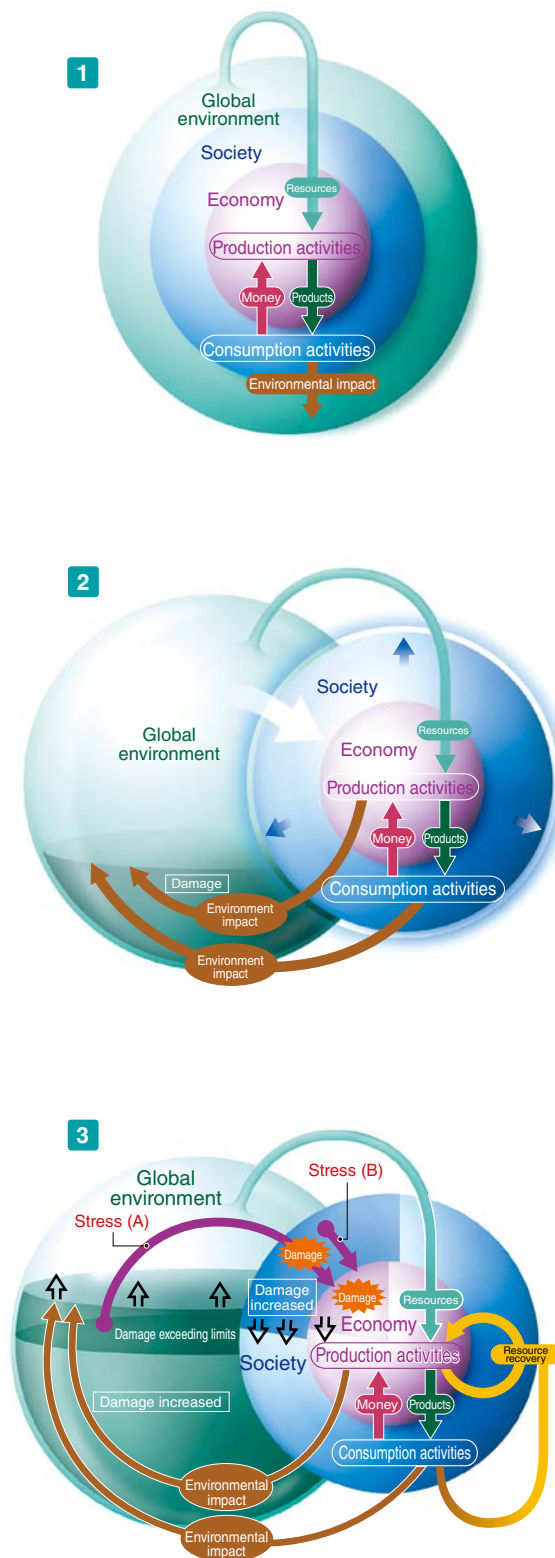 1
Global
environment
Society
Economy
Resources
Production activities
Money
Products
Consumption activities
Environmental impact
2
Society
Global
environment
Resources
Economy
Production activities
Money
Products
Damage
Consumption activities
Environment
impact
Environment
impact
3
Global
environment
Stress (B)
Stress (A)
Damage
Damage
increased
Damage
Resources
Economy
Damage exceeding limits
Society
Production activities
Resource
recovery
Damage increased
Money
Products
Consumption activities
Environmental
impact
Environmental
impact